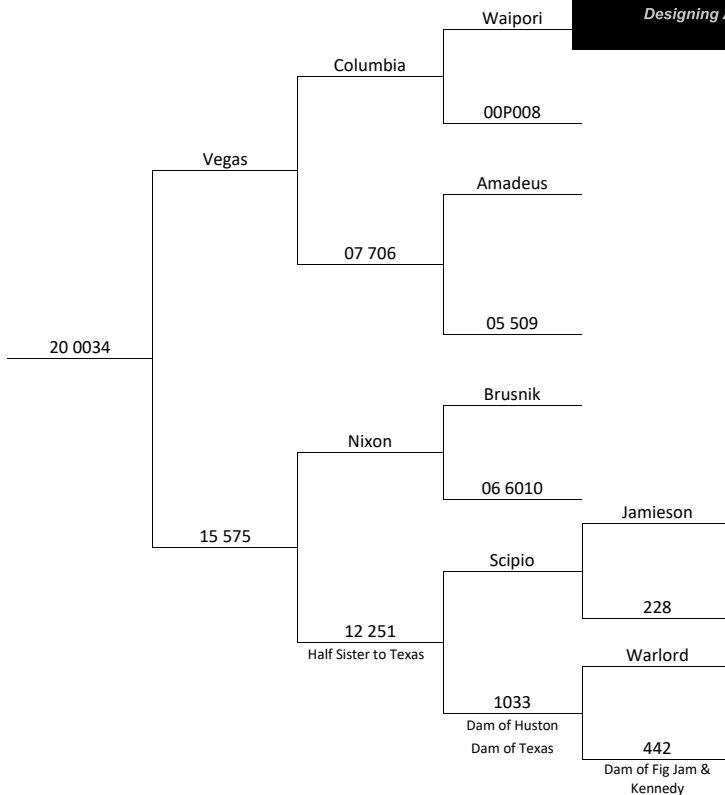 Designing
Waipori
Columbia
00P008
Vegas
Amadeus
07 706
05 509
20 0034
Brusnik
Nixon
06 6010
Jamieson
15 575
Scipio
228
12 251
Half Sister to Texas
Warlord
1033
Dam of Huston
Dam of Texas
442
Dam of Fig Jam &
Kennedy